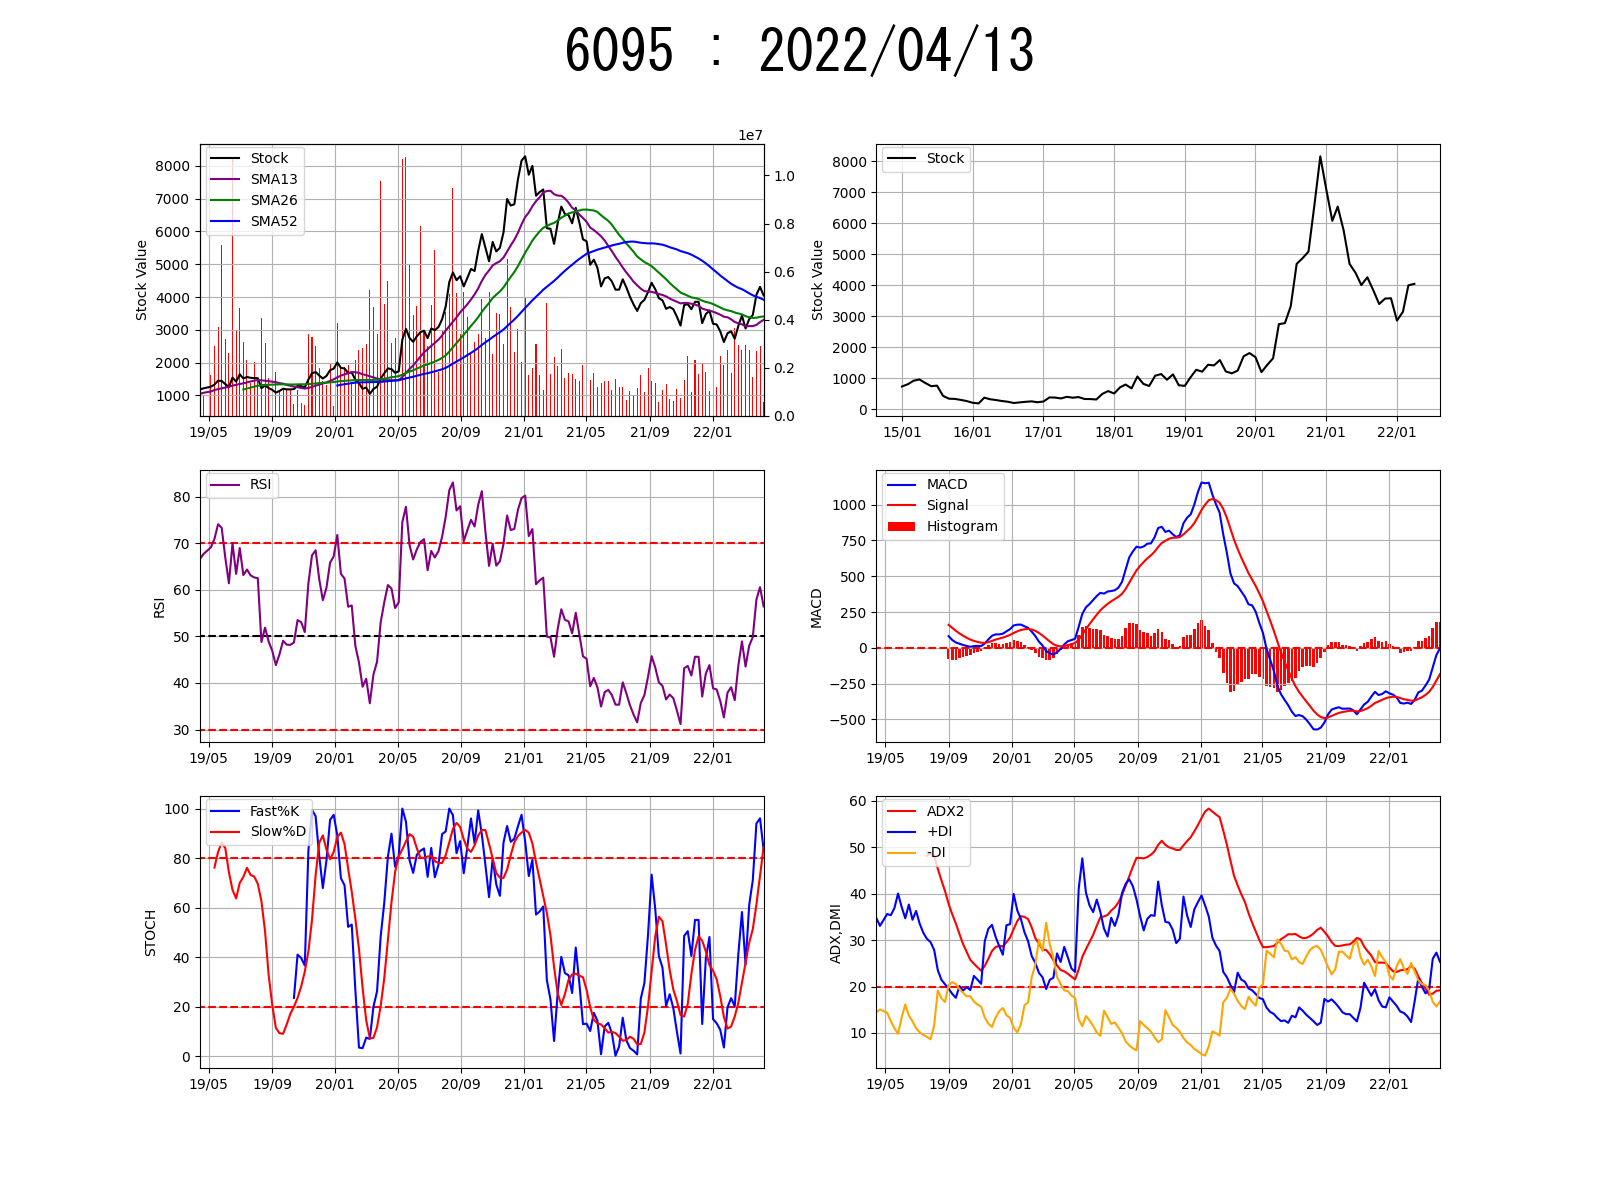 6095 : 2022/04/13
1e7
Stock
SMA13
SMA26
SMA52
Stock Value
8000
7000
6000
5000
4000
3000
2000
1000
1.0
0.8
0.6
0.4
0.2
0.0
19/05 19/09 20/01 20/05 20/09 21/01 21/05 21/09 22/01
Stock
Stock Value
8000
7000
6000
5000
4000
3000
2000
1000
0
15/01 16/01 17/01 18/01 19/01 20/01 21/01 22/01
RSI
RSI
80
70
60
50
40
30
19/05 19/09 20/01 20/05 20/09 21/01 21/05 21/09 22/01
MACD
Signal
Histogram
MACD
1000
750
500
250
0
−250
−500
19/05 19/09 20/01 20/05 20/09 21/01 21/05 21/09 22/01
Fast%K
Slow%D
STOCH
100
80
60
40
20
0
19/05 19/09 20/01 20/05 20/09 21/01 21/05 21/09 22/01
ADX2
+DI
-DI
ADX,DMI
60
50
40
30
20
10
19/05 19/09 20/01 20/05 20/09 21/01 21/05 21/09 22/01